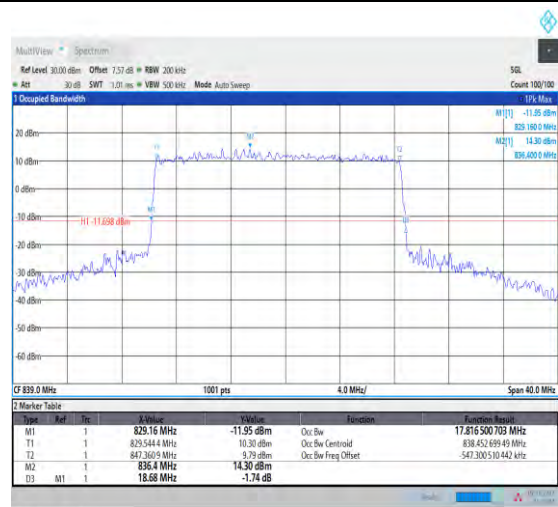 MultiView Spectrum
Ref Level 30.00 dBm Offset 7.57 dB RBW 200 kHz SGL
Att 30 dB SWT 1.01 ms VBW 500 kHz Mode Auto Sweep Count 100/100
1 Occupied Bandwidth 1Pk Max
M1[1] -11.95 dBm
829.160 0 MHz
M2[1] 14.30 dBm
836.400 0 MHz
20 dBm
10 dBm
0 dBm
-10 dBm
H1 -11.698 dBm
-20 dBm
-30 dBm
-40 dBm
-50 dBm
-60 dBm
T1
M2
T2
M1
CF 839.0 MHz 1001 pts 4.0 MHz/ Span 40.0 MHz
2 Marker Table
Type Ref Trc X-Value Y-Value Function Function Result
M1 1 829.16 MHz -11.95 dBm Occ Bw 17.816 500 703 MHz
T1 1 829.544 4 MHz 10.30 dBm Occ Bw Centroid 838.452 699 49 MHz
T2 1 847.360 9 MHz 9.79 dBm Occ Bw Freq Offset -547.300 510 442 kHz
M2 1 836.4 MHz 14.30 dBm
D3 M1 1 18.68 MHz -1.74 dB